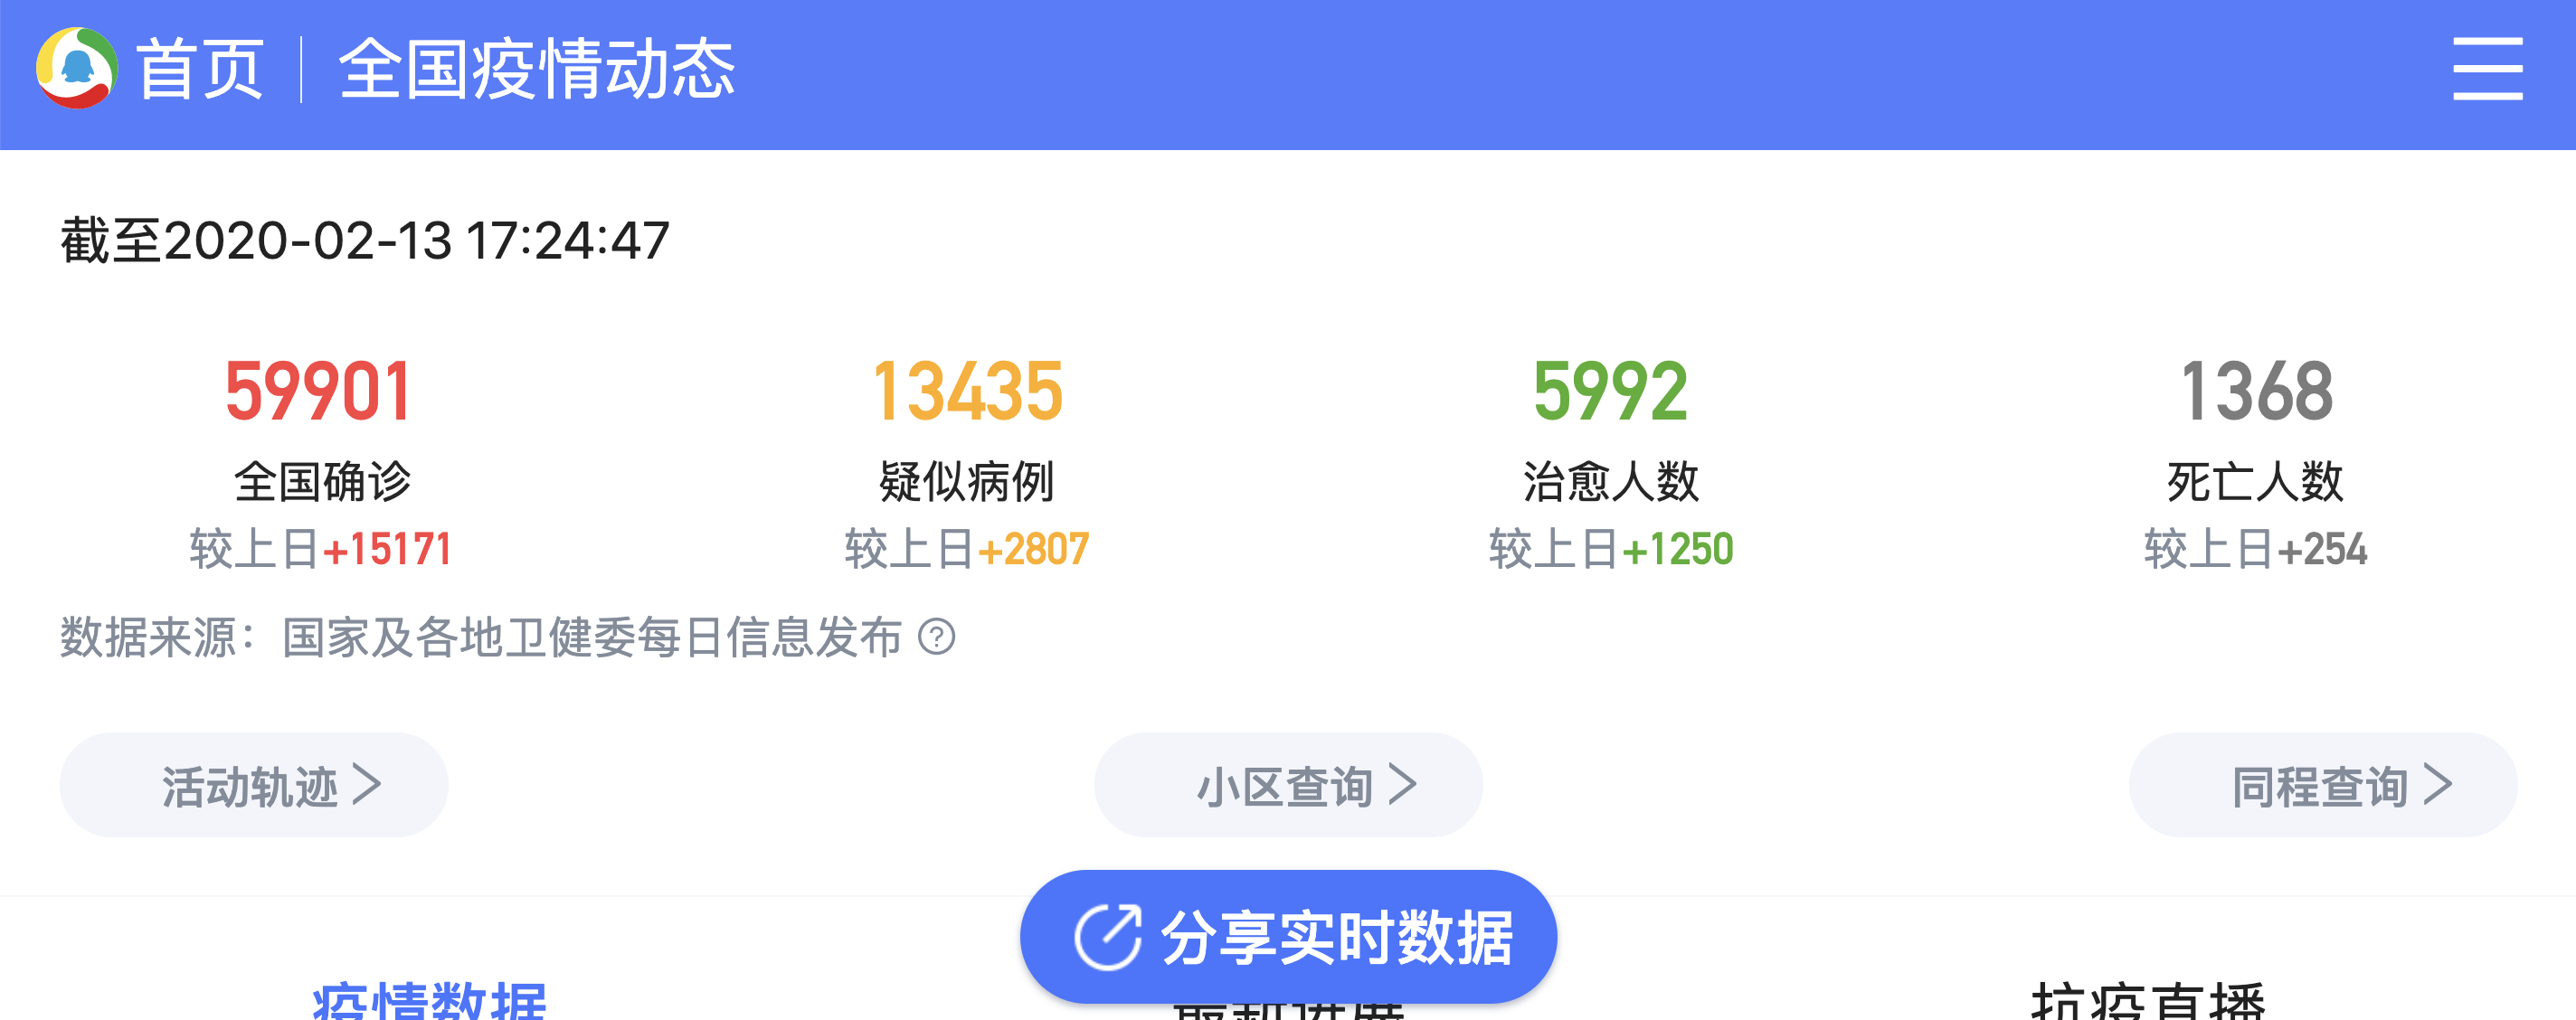 首页 全国疫情动态
截至2020-02-13 17:24:47
59901 13435 5992 1368
全国确诊 疑似病例 治愈人数 死亡人数
较上日+15171 较上日+2807 较上日+1250 较上日+254
数据来源：国家及各地卫健委每日信息发布 ?
活动轨迹 小区查询 同程查询
分享实时数据
疫情数据 最新进展 抗疫直播